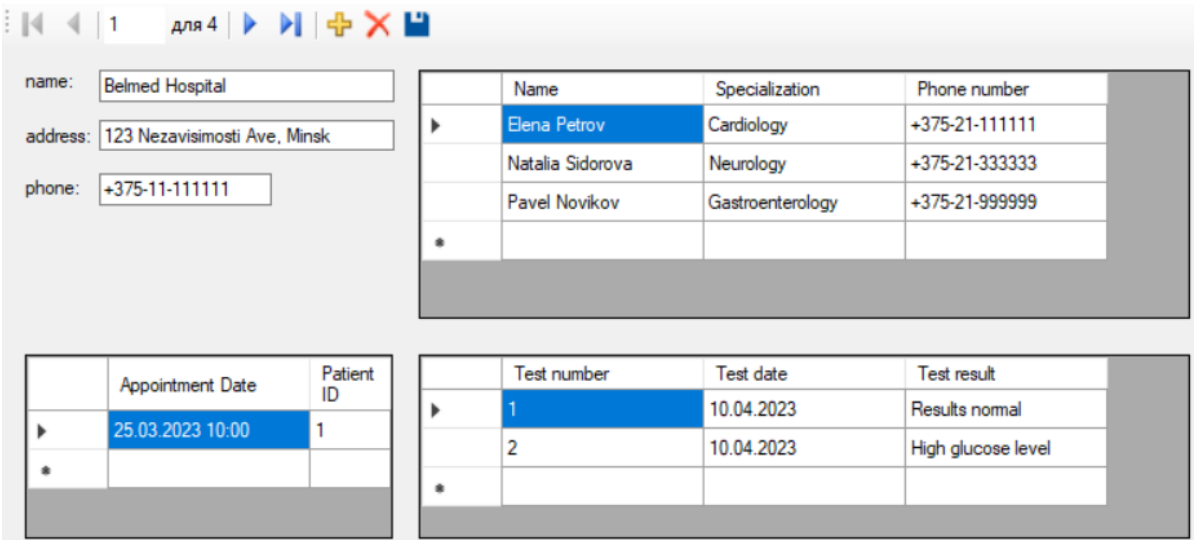 1 для 4
name: Belmed Hospital
address: 123 Nezavisimosti Ave, Minsk
phone: +375-11-111111
Name Specialization Phone number
Elena Petrov Cardiology +375-21-111111
Natalia Sidorova Neurology +375-21-333333
Pavel Novikov Gastroenterology +375-21-999999
Appointment Date Patient ID
25.03.2023 10:00 1
Test number Test date Test result
1 10.04.2023 Results normal
2 10.04.2023 High glucose level